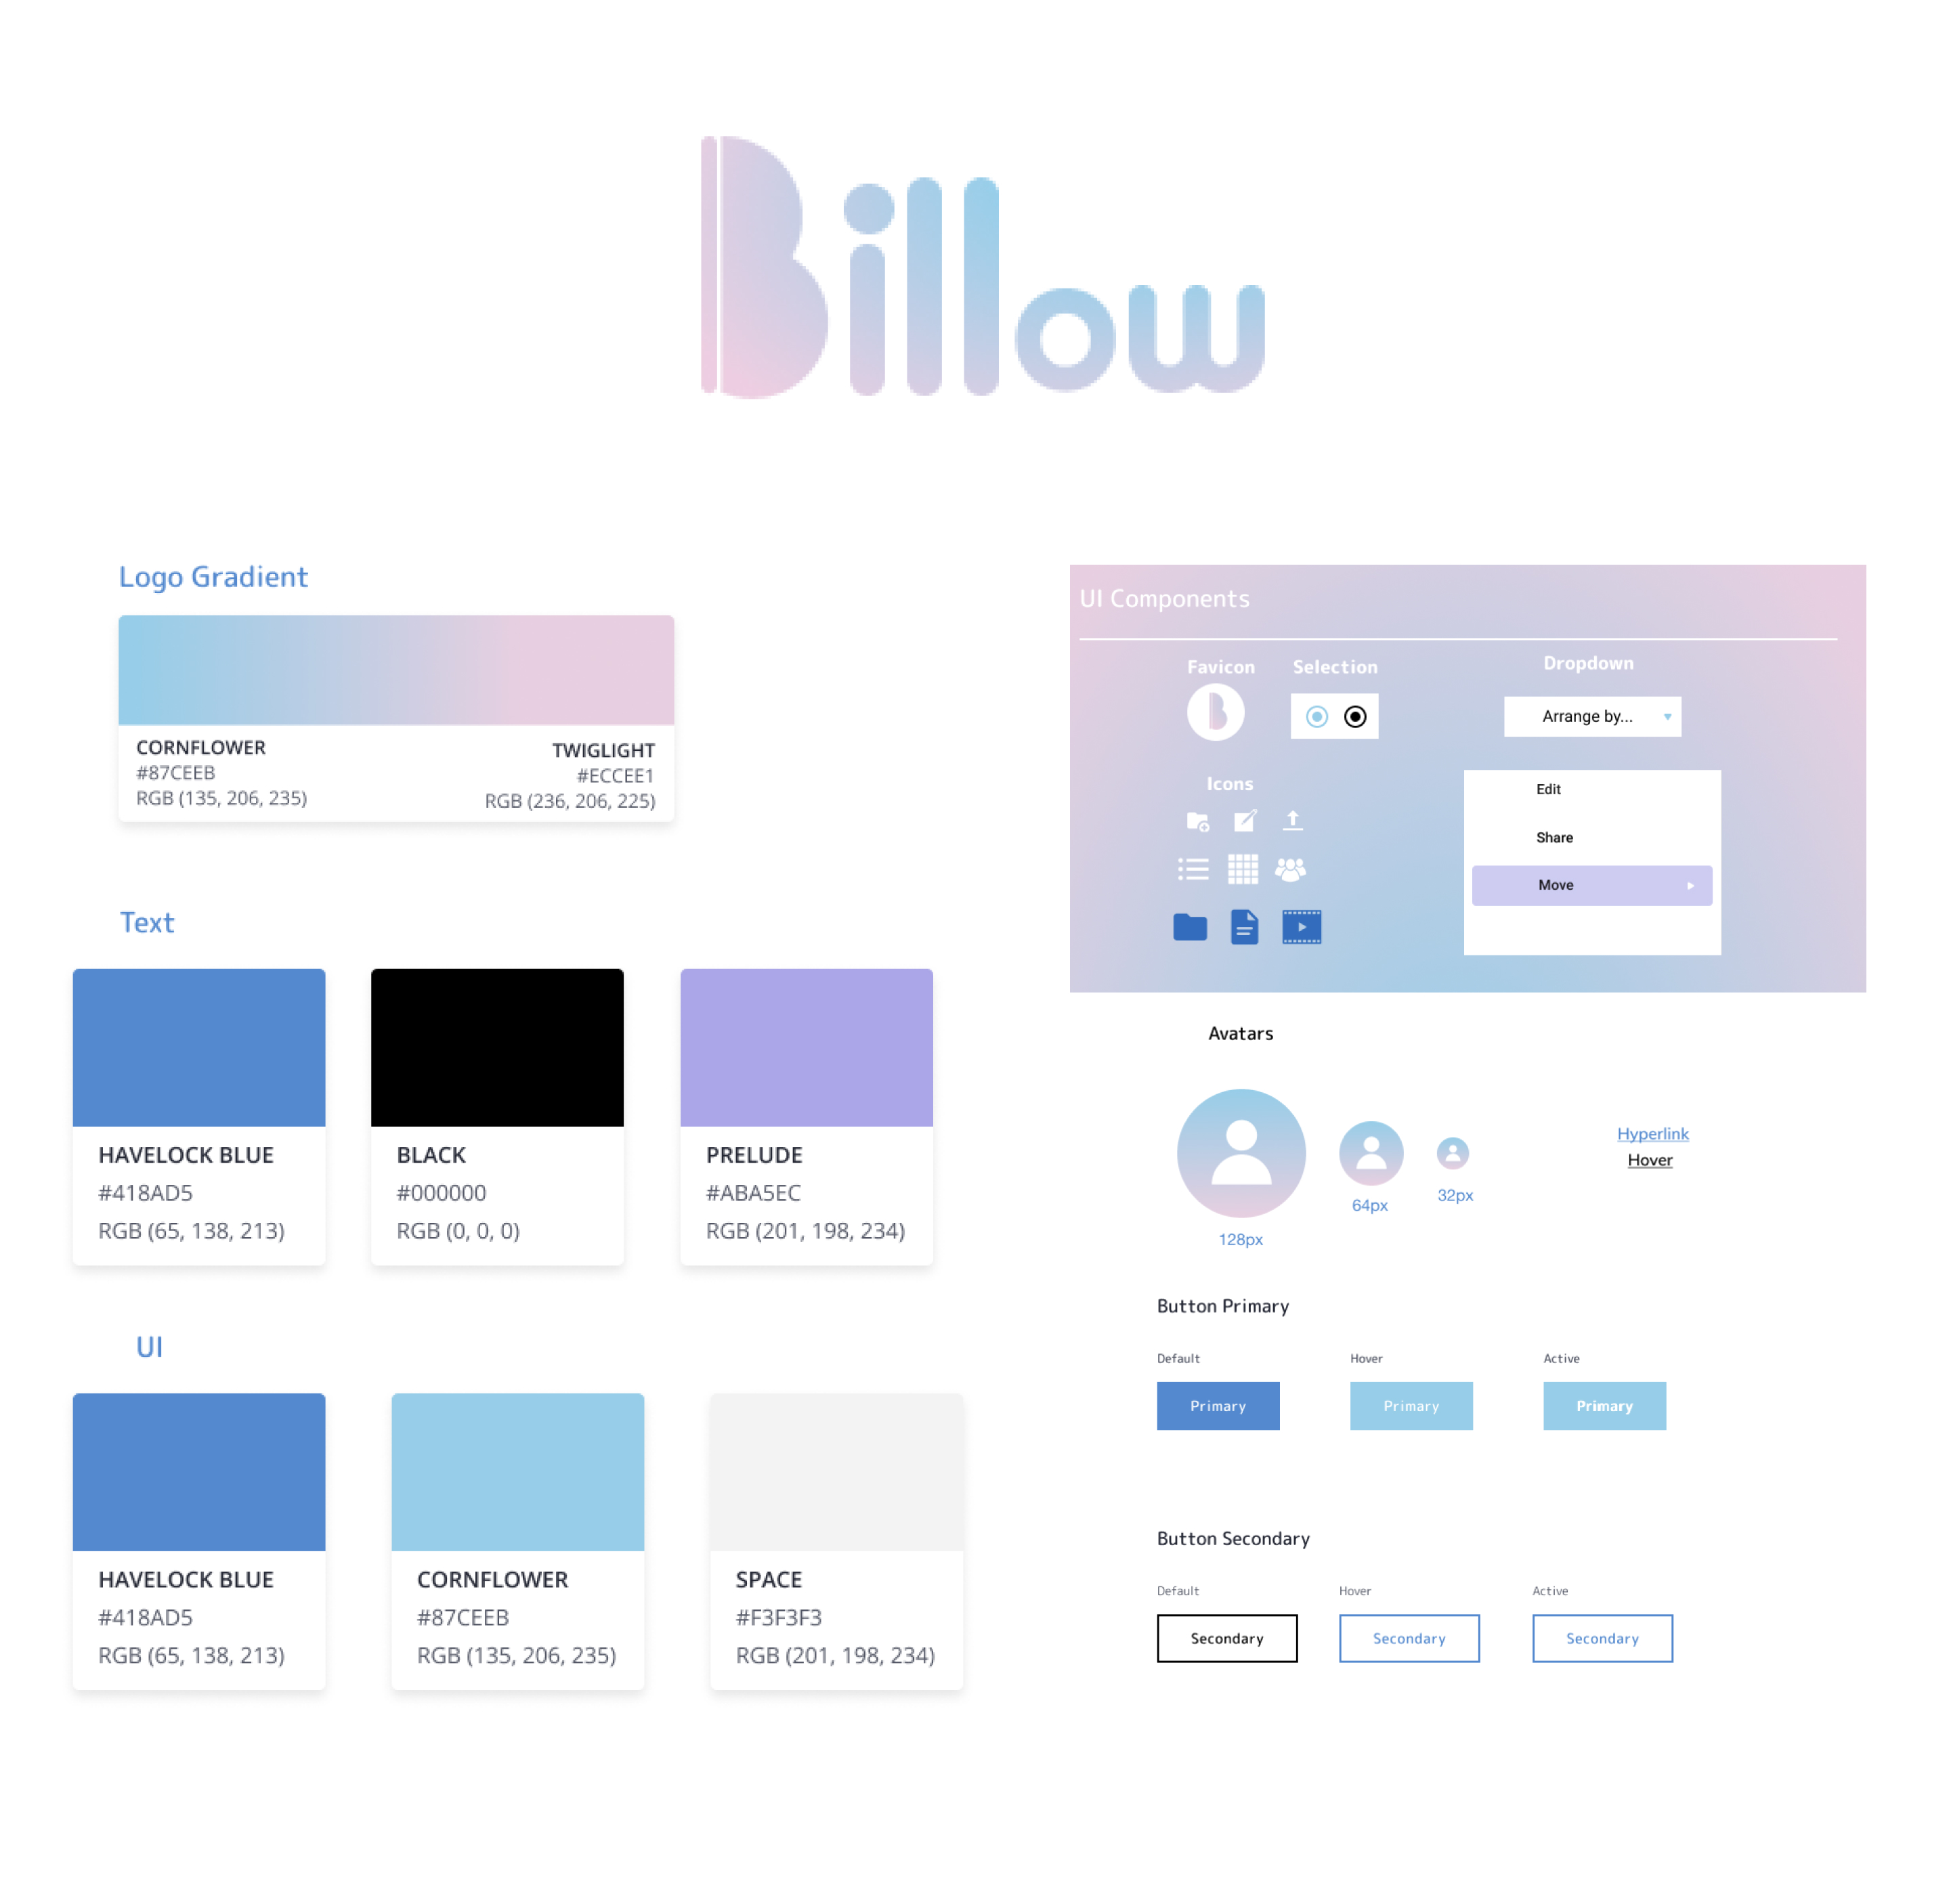 Billow
Logo Gradient
CORNFLOWER
#87CEEB
RGB (135, 206, 235)
TWIGLIGHT
#ECCEE1
RGB (236, 206, 225)
Text
HAVELOCK BLUE
#418AD5
RGB (65, 138, 213)
BLACK
#000000
RGB (0, 0, 0)
PRELUDE
#ABA5EC
RGB (201, 198, 234)
UI
HAVELOCK BLUE
#418AD5
RGB (65, 138, 213)
CORNFLOWER
#87CEEB
RGB (135, 206, 235)
SPACE
#F3F3F3
RGB (201, 198, 234)
UI Components
Favicon
B
Selection
Dropdown
Arrange by...
Icons
Edit
Share
Move
Avatars
128px
64px
32px
Hyperlink
Hover
Button Primary
Default
Hover
Active
Primary
Primary
Primary
Button Secondary
Default
Hover
Active
Secondary
Secondary
Secondary